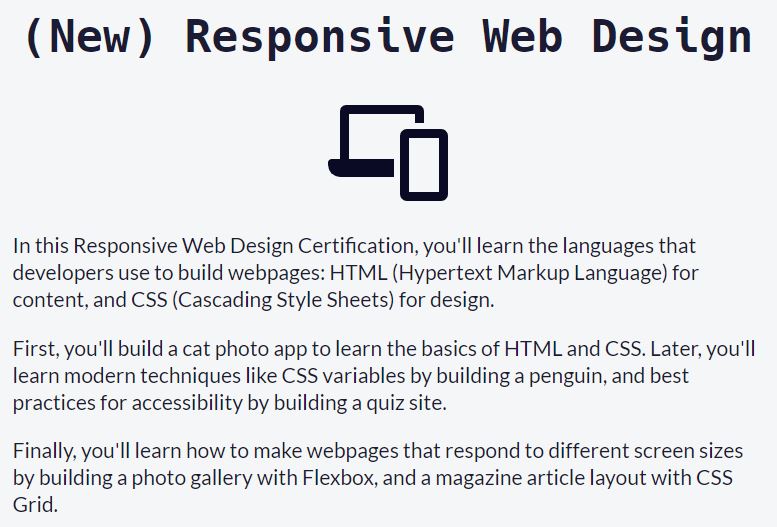 (New) Responsive Web Design
In this Responsive Web Design Certification, you'll learn the languages that
developers use to build webpages: HTML (Hypertext Markup Language) for
content, and CSS (Cascading Style Sheets) for design.
First, you'll build a cat photo app to learn the basics of HTML and CSS. Later, you'll
learn modern techniques like CSS variables by building a penguin, and best
practices for accessibility by building a quiz site.
Finally, you'll learn how to make webpages that respond to different screen sizes
by building a photo gallery with Flexbox, and a magazine article layout with CSS
Grid.